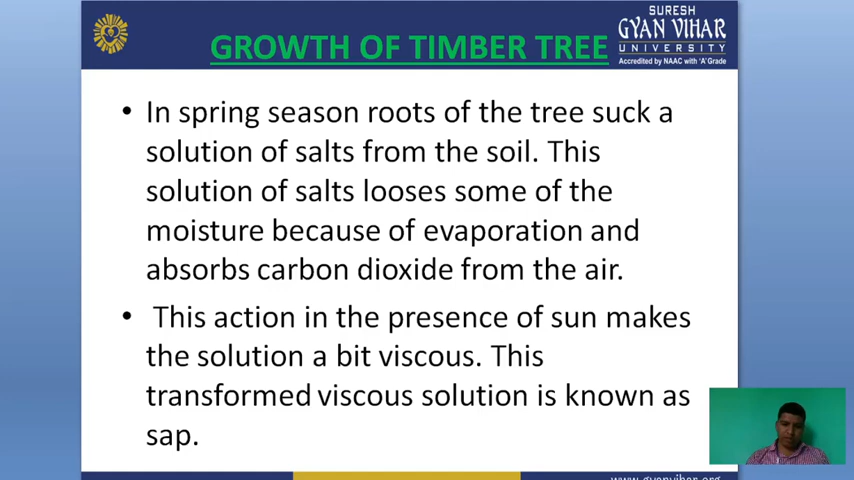 SURESH
GYAN VIHAR
UNIVERSITY
Accredited by NAAC with 'A' Grade
GROWTH OF TIMBER TREE
• In spring season roots of the tree suck a
solution of salts from the soil. This
solution of salts looses some of the
moisture because of evaporation and
absorbs carbon dioxide from the air.
• This action in the presence of sun makes
the solution a bit viscous. This
transformed viscous solution is known as
sap.
www.gyanvihar.org